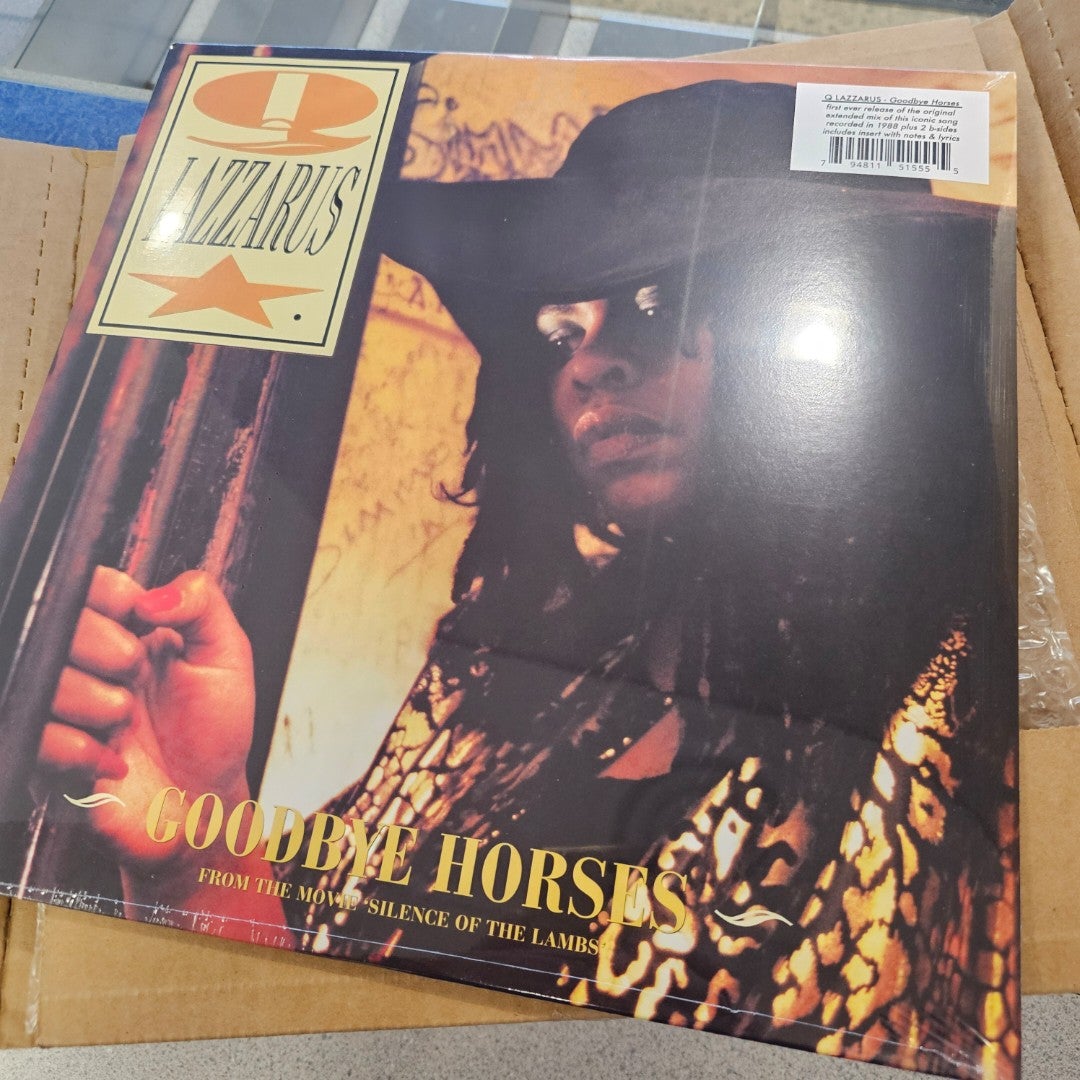 Q
LAZZARUS
Q LAZZARUS - Goodbye Horses
first ever release of the original
extended mix of this iconic song
recorded in 1988 plus 2 b-sides
includes insert with notes & lyrics
7 94811 51555 5
GOODBYE HORSES
FROM THE MOVIE 'SILENCE OF THE LAMBS'